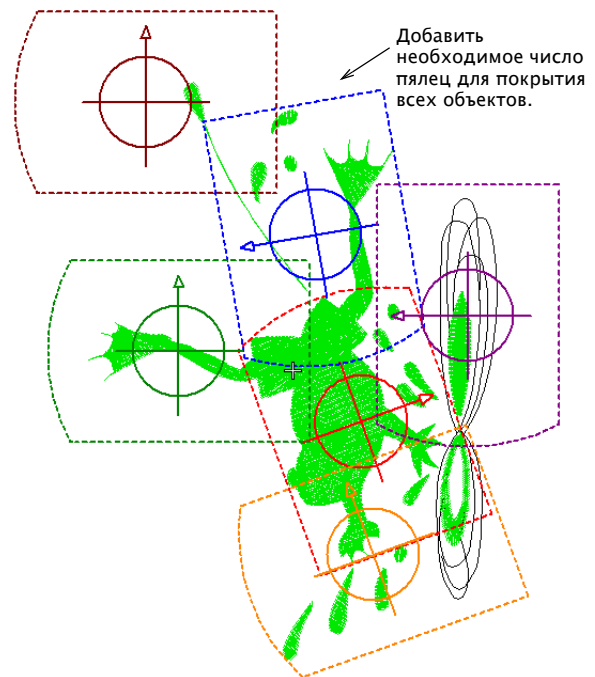 Добавить
необходимое число
пялец для покрытия
всех объектов.